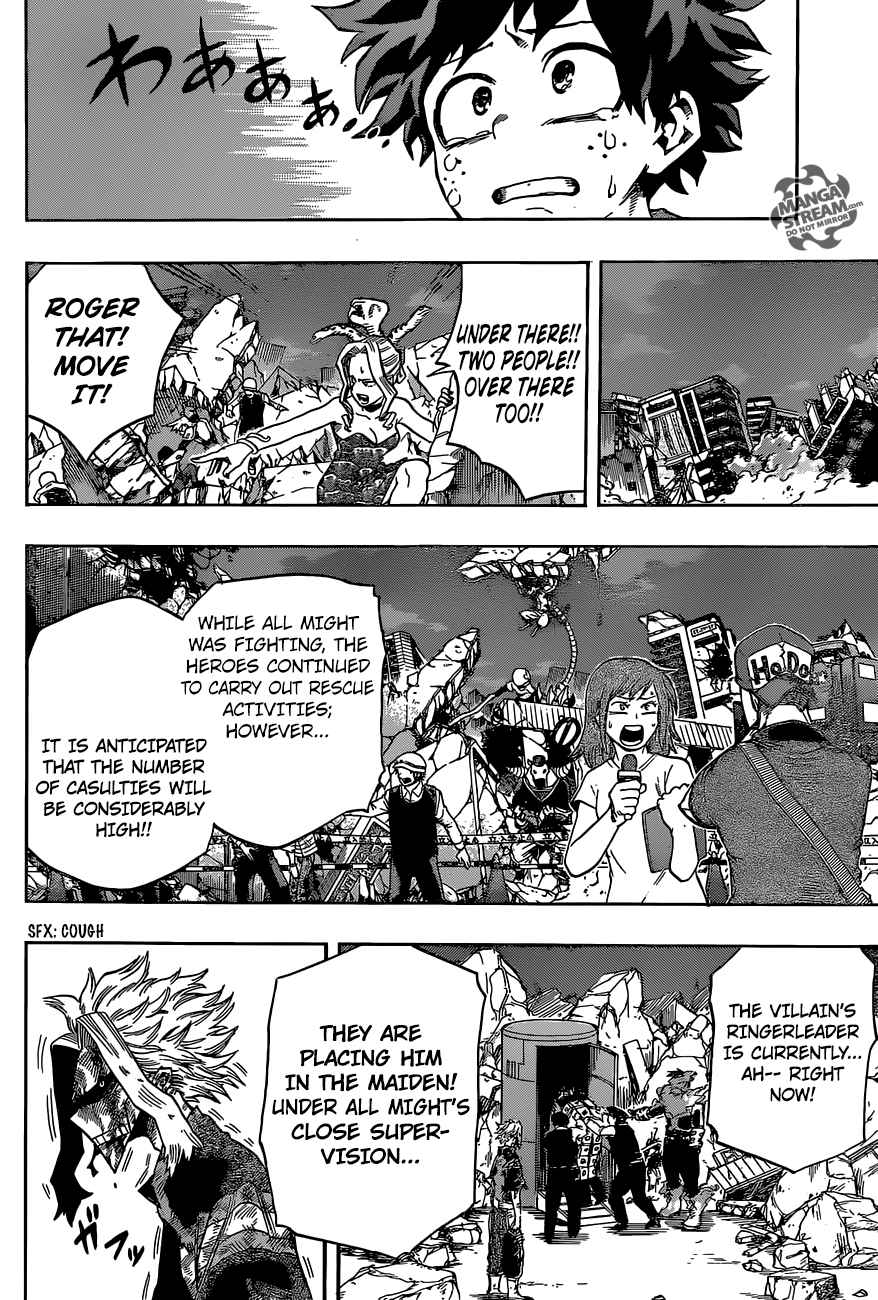 わあぁぁ…
MANGA
STREAM.com
DO NOT MIRROR!
UNDER THERE!!
TWO PEOPLE!!
OVER THERE
TOO!!
ROGER
THAT!
MOVE
IT!
HoDo
WHILE ALL MIGHT
WAS FIGHTING, THE
HEROES CONTINUED
TO CARRY OUT RESCUE
ACTIVITIES;
HOWEVER...
IT IS ANTICIPATED
THAT THE NUMBER
OF CASULTIES WILL
BE CONSIDERABLY
HIGH!!
SFX: COUGH
THE VILLAIN'S
RINGERLEADER
IS CURRENTLY...
AH-- RIGHT
NOW!
THEY ARE
PLACING HIM
IN THE MAIDEN!
UNDER ALL MIGHT'S
CLOSE SUPER-
VISION...
ガフッ